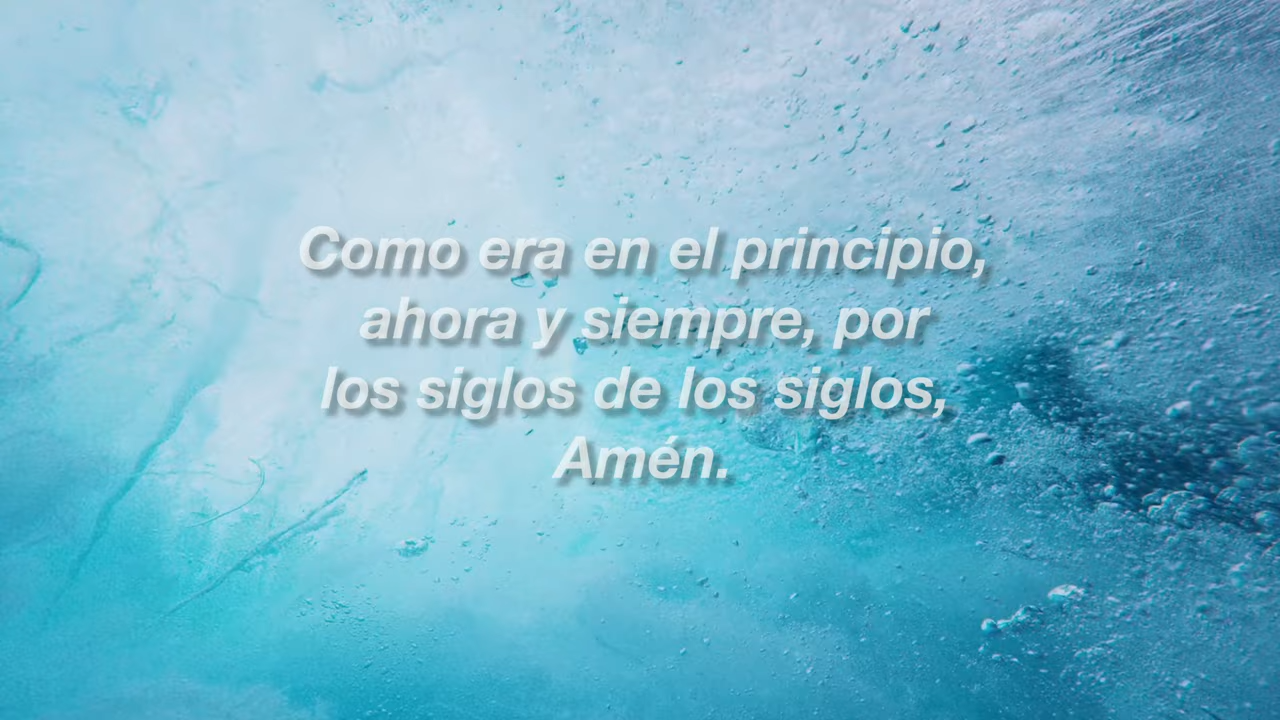 Como era en el principio,
ahora y siempre, por
los siglos de los siglos,
Amén.